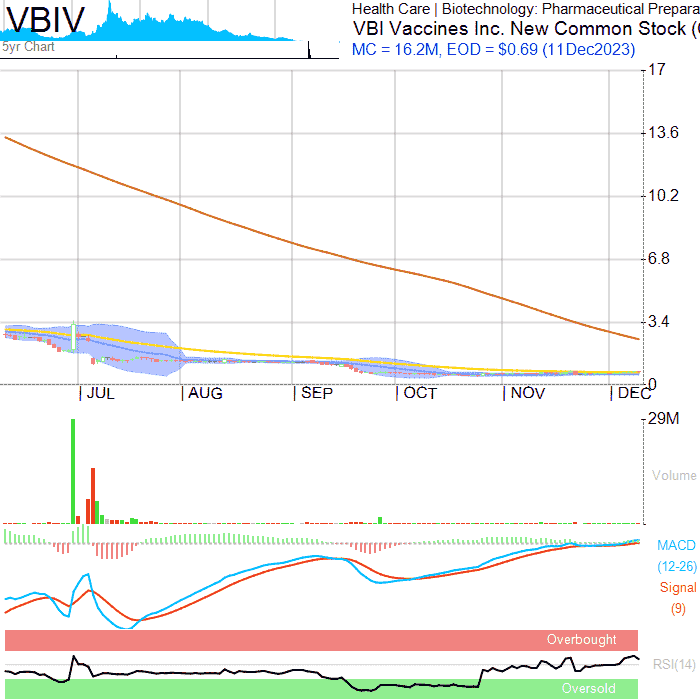 VBIV
5yr Chart
Health Care | Biotechnology: Pharmaceutical Prepara
VBI Vaccines Inc. New Common Stock (
MC = 16.2M, EOD = $0.69 (11Dec2023)
17
13.6
10.2
6.8
3.4
0
JUL
AUG
SEP
OCT
NOV
DEC
29M
Volume
MACD
(12-26)
Signal
(9)
Overbought
RSI(14)
Oversold